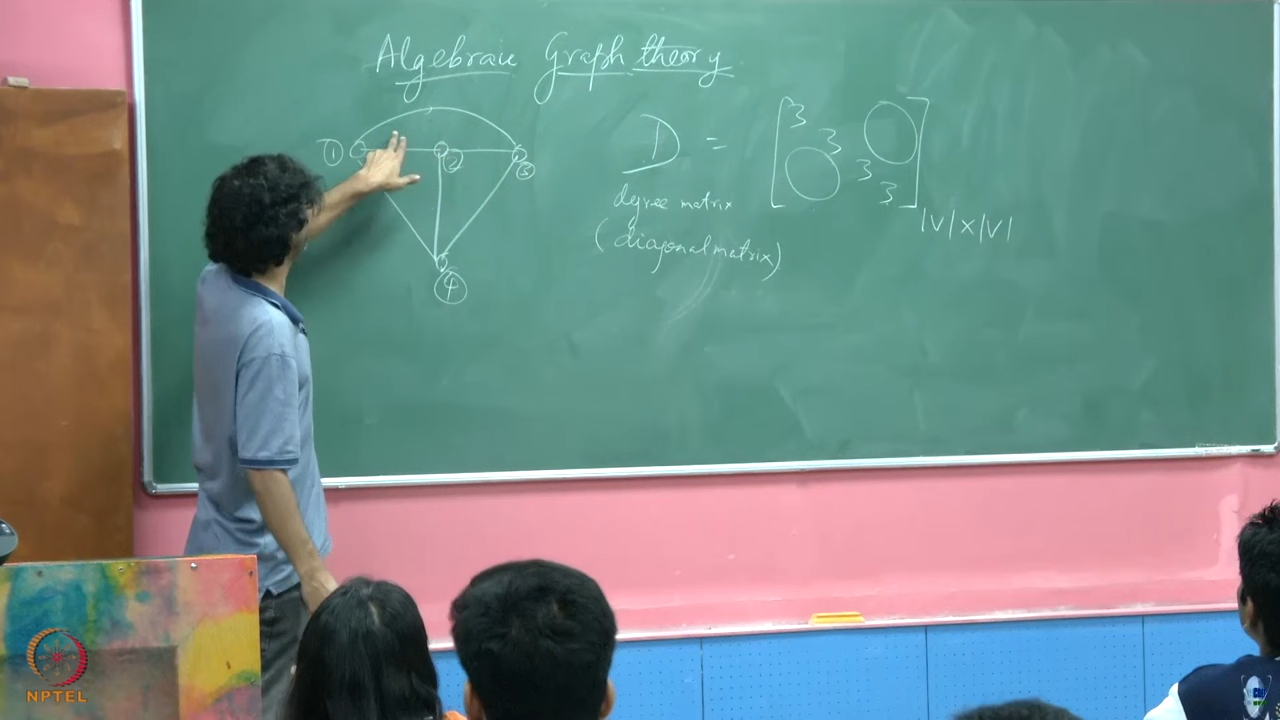 Algebraic Graph theory
①
2
③
④
D = [ 3 3 3 3 ] |V|x|V|
degree matrix
(diagonal matrix)
NPTEL